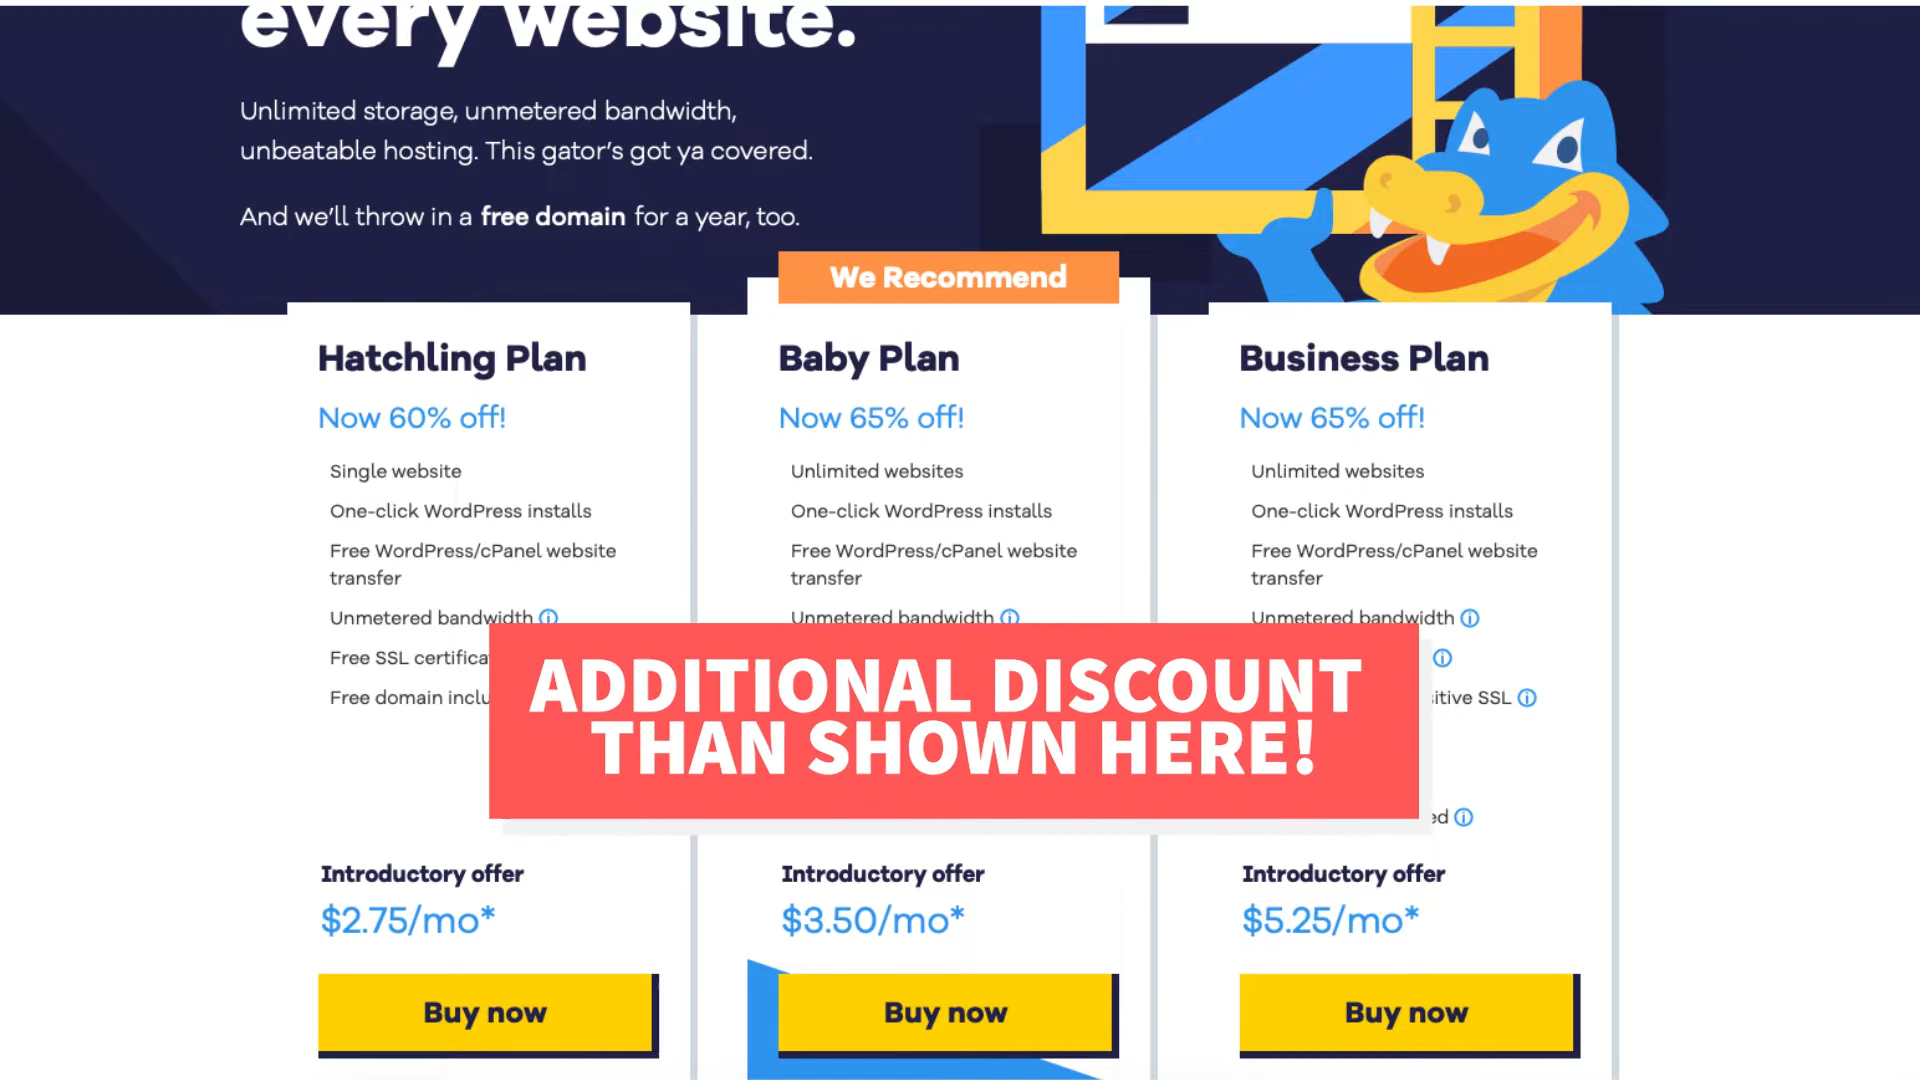 every website.
Unlimited storage, unmetered bandwidth,
unbeatable hosting. This gator's got ya covered.
And we'll throw in a free domain for a year, too.
We Recommend
Hatchling Plan
Now 60% off!
Single website
One-click WordPress installs
Free WordPress/cPanel website
transfer
Unmetered bandwidth
Free SSL
Free domain
Introductory offer
$2.75/mo*
Buy now
Baby Plan
Now 65% off!
Unlimited websites
One-click WordPress installs
Free WordPress/cPanel website
transfer
Unmetered bandwidth
Introductory offer
$3.50/mo*
Buy now
Business Plan
Now 65% off!
Unlimited websites
One-click WordPress installs
Free WordPress/cPanel website
transfer
Unmetered bandwidth
SSL
Introductory offer
$5.25/mo*
Buy now
ADDITIONAL DISCOUNT
THAN SHOWN HERE!